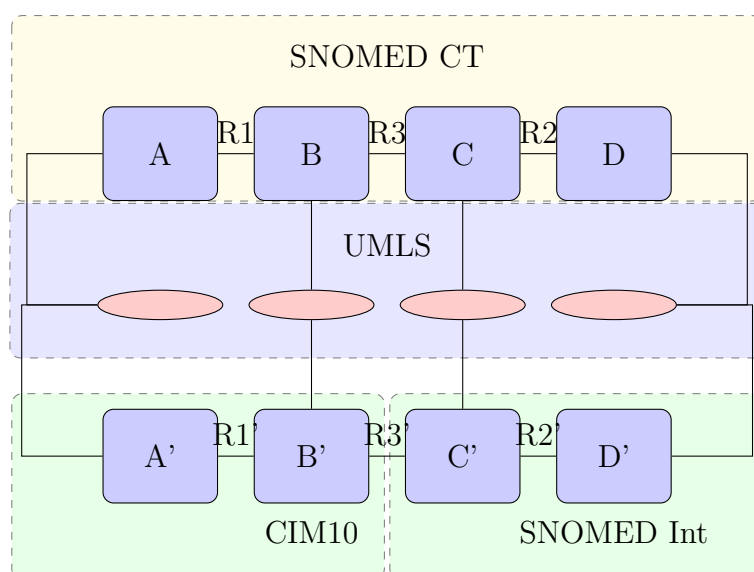 SNOMED CT
A R1 B R3 C R2 D
UMLS
A' R1' B' R3' C' R2' D'
CIM10 SNOMED Int